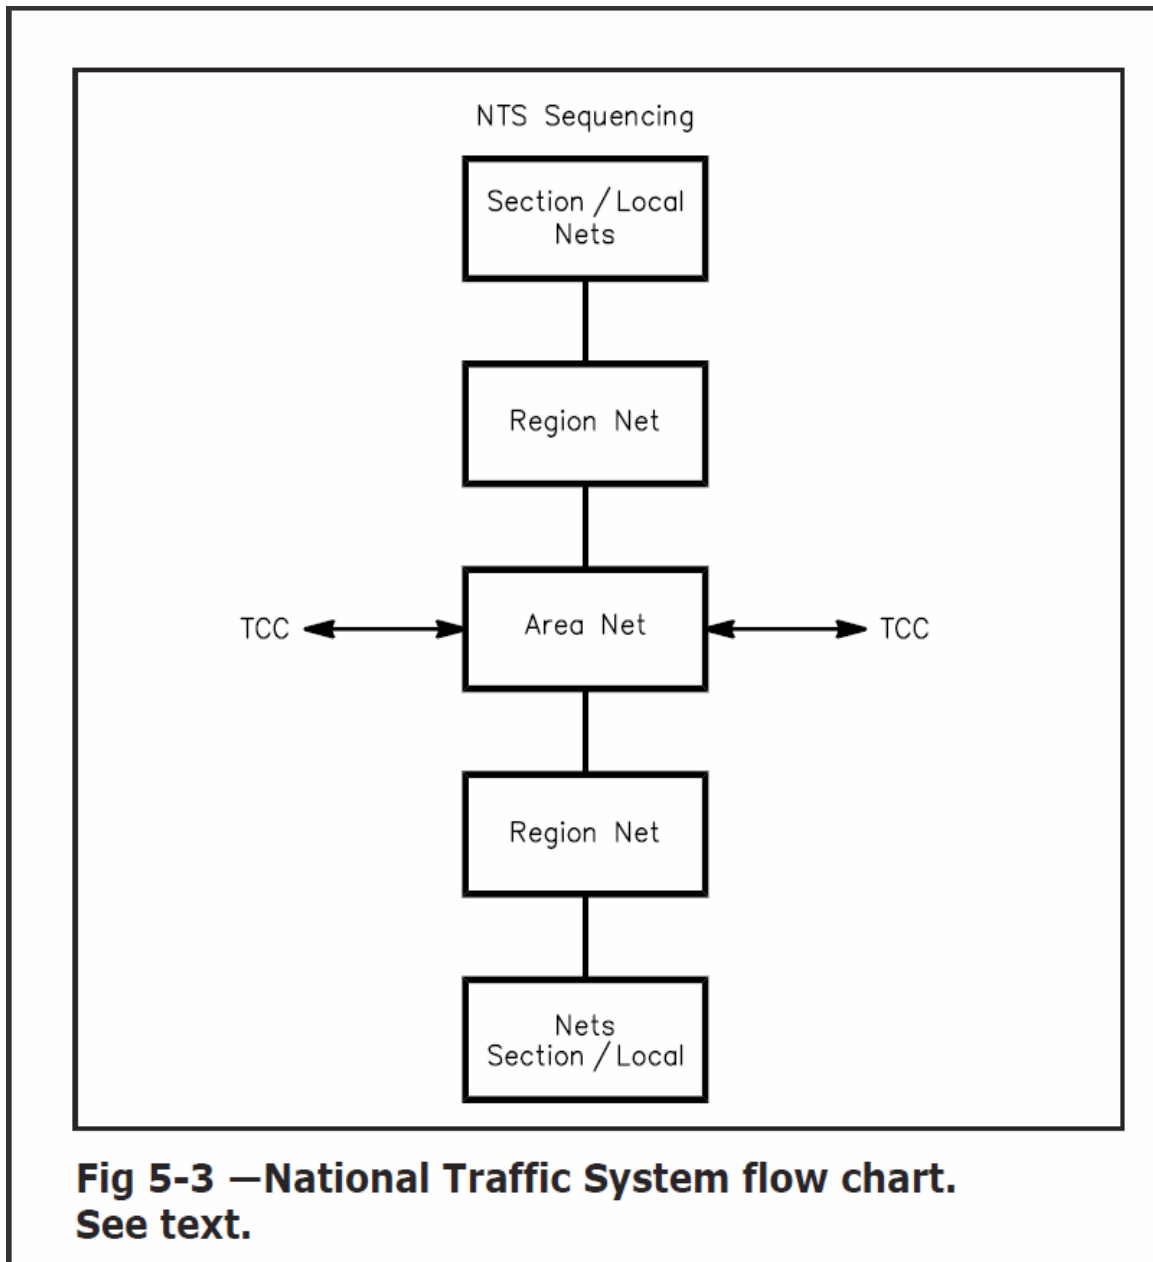 NTS Sequencing
Section / Local
Nets
Region Net
TCC
Area Net
TCC
Region Net
Nets
Section / Local
Fig 5-3 —National Traffic System flow chart.
See text.